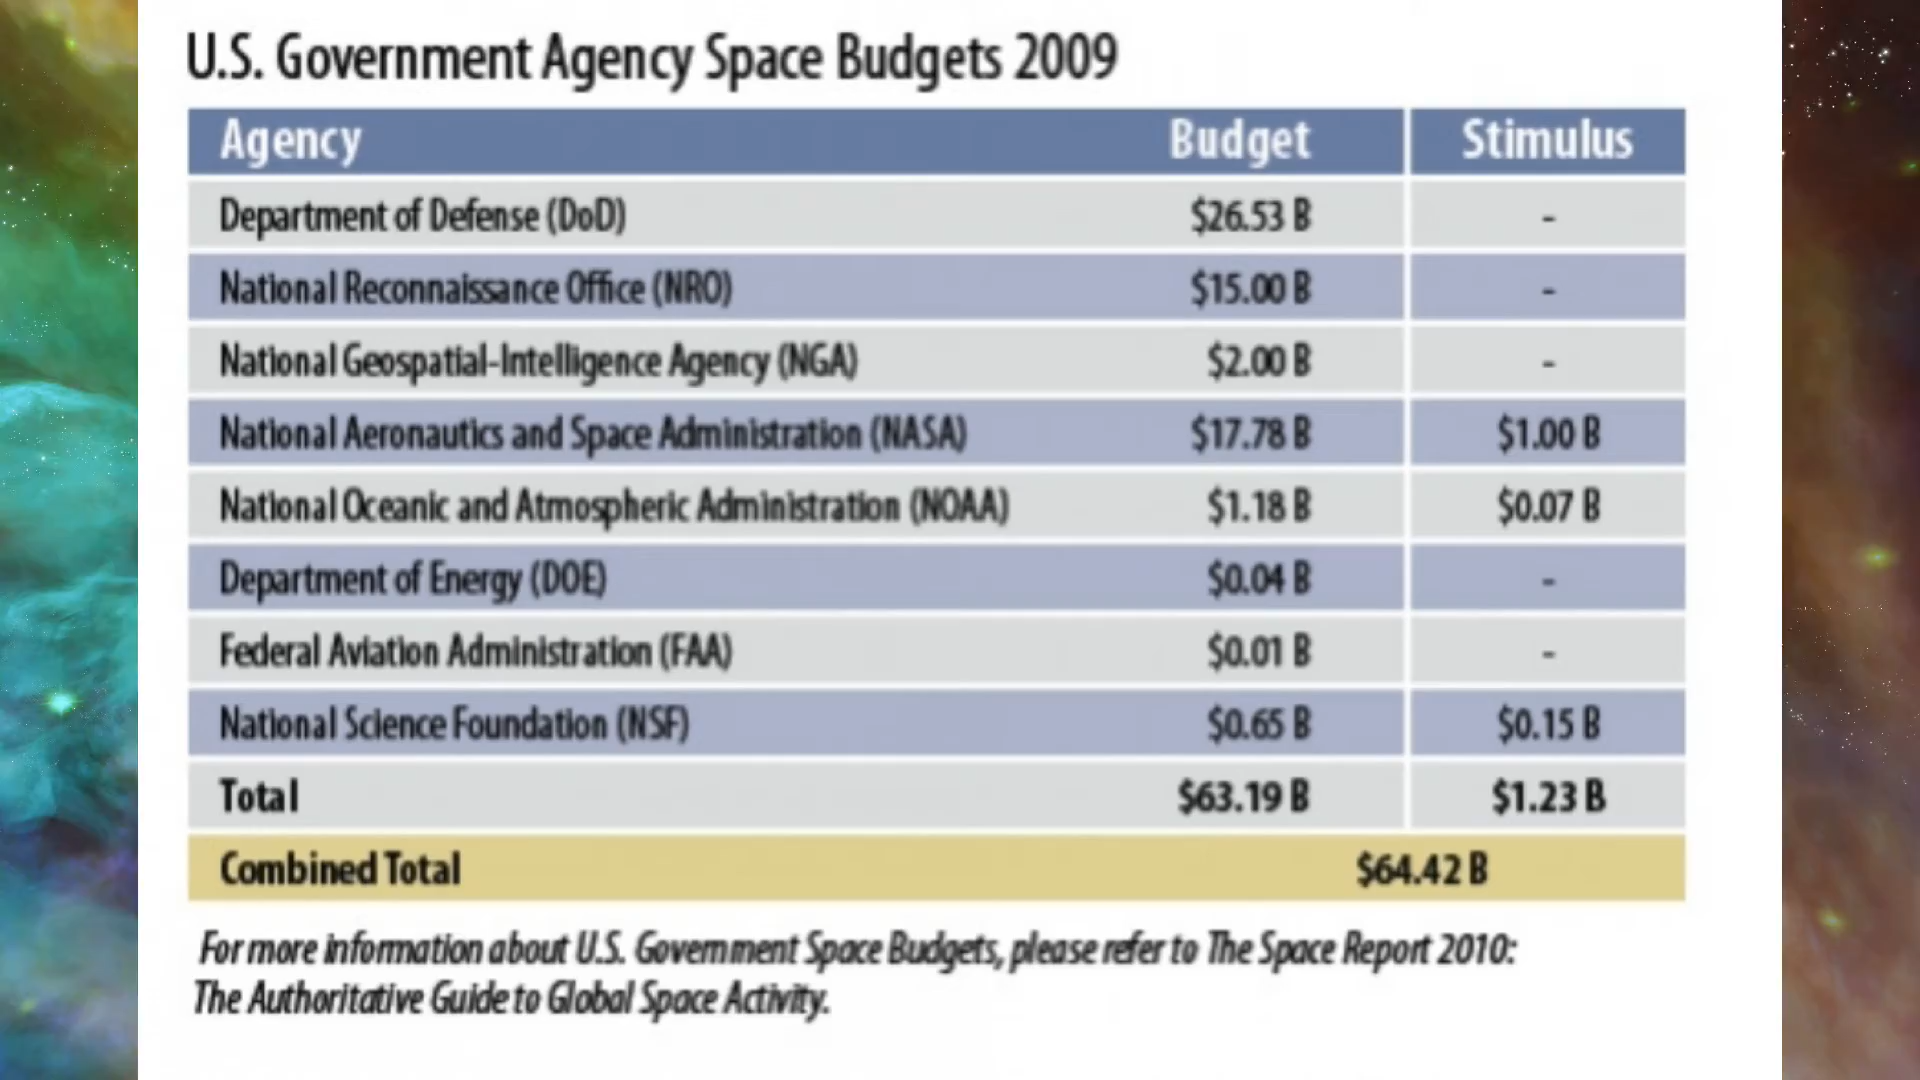 U.S. Government Agency Space Budgets 2009
Agency Budget Stimulus
Department of Defense (DoD) $26.53 B -
National Reconnaissance Office (NRO) $15.00 B -
National Geospatial-Intelligence Agency (NGA) $2.00 B -
National Aeronautics and Space Administration (NASA) $17.78 B $1.00 B
National Oceanic and Atmospheric Administration (NOAA) $1.18 B $0.07 B
Department of Energy (DOE) $0.04 B -
Federal Aviation Administration (FAA) $0.01 B -
National Science Foundation (NSF) $0.65 B $0.15 B
Total $63.19 B $1.23 B
Combined Total $64.42 B
For more information about U.S. Government Space Budgets, please refer to The Space Report 2010:
The Authoritative Guide to Global Space Activity.